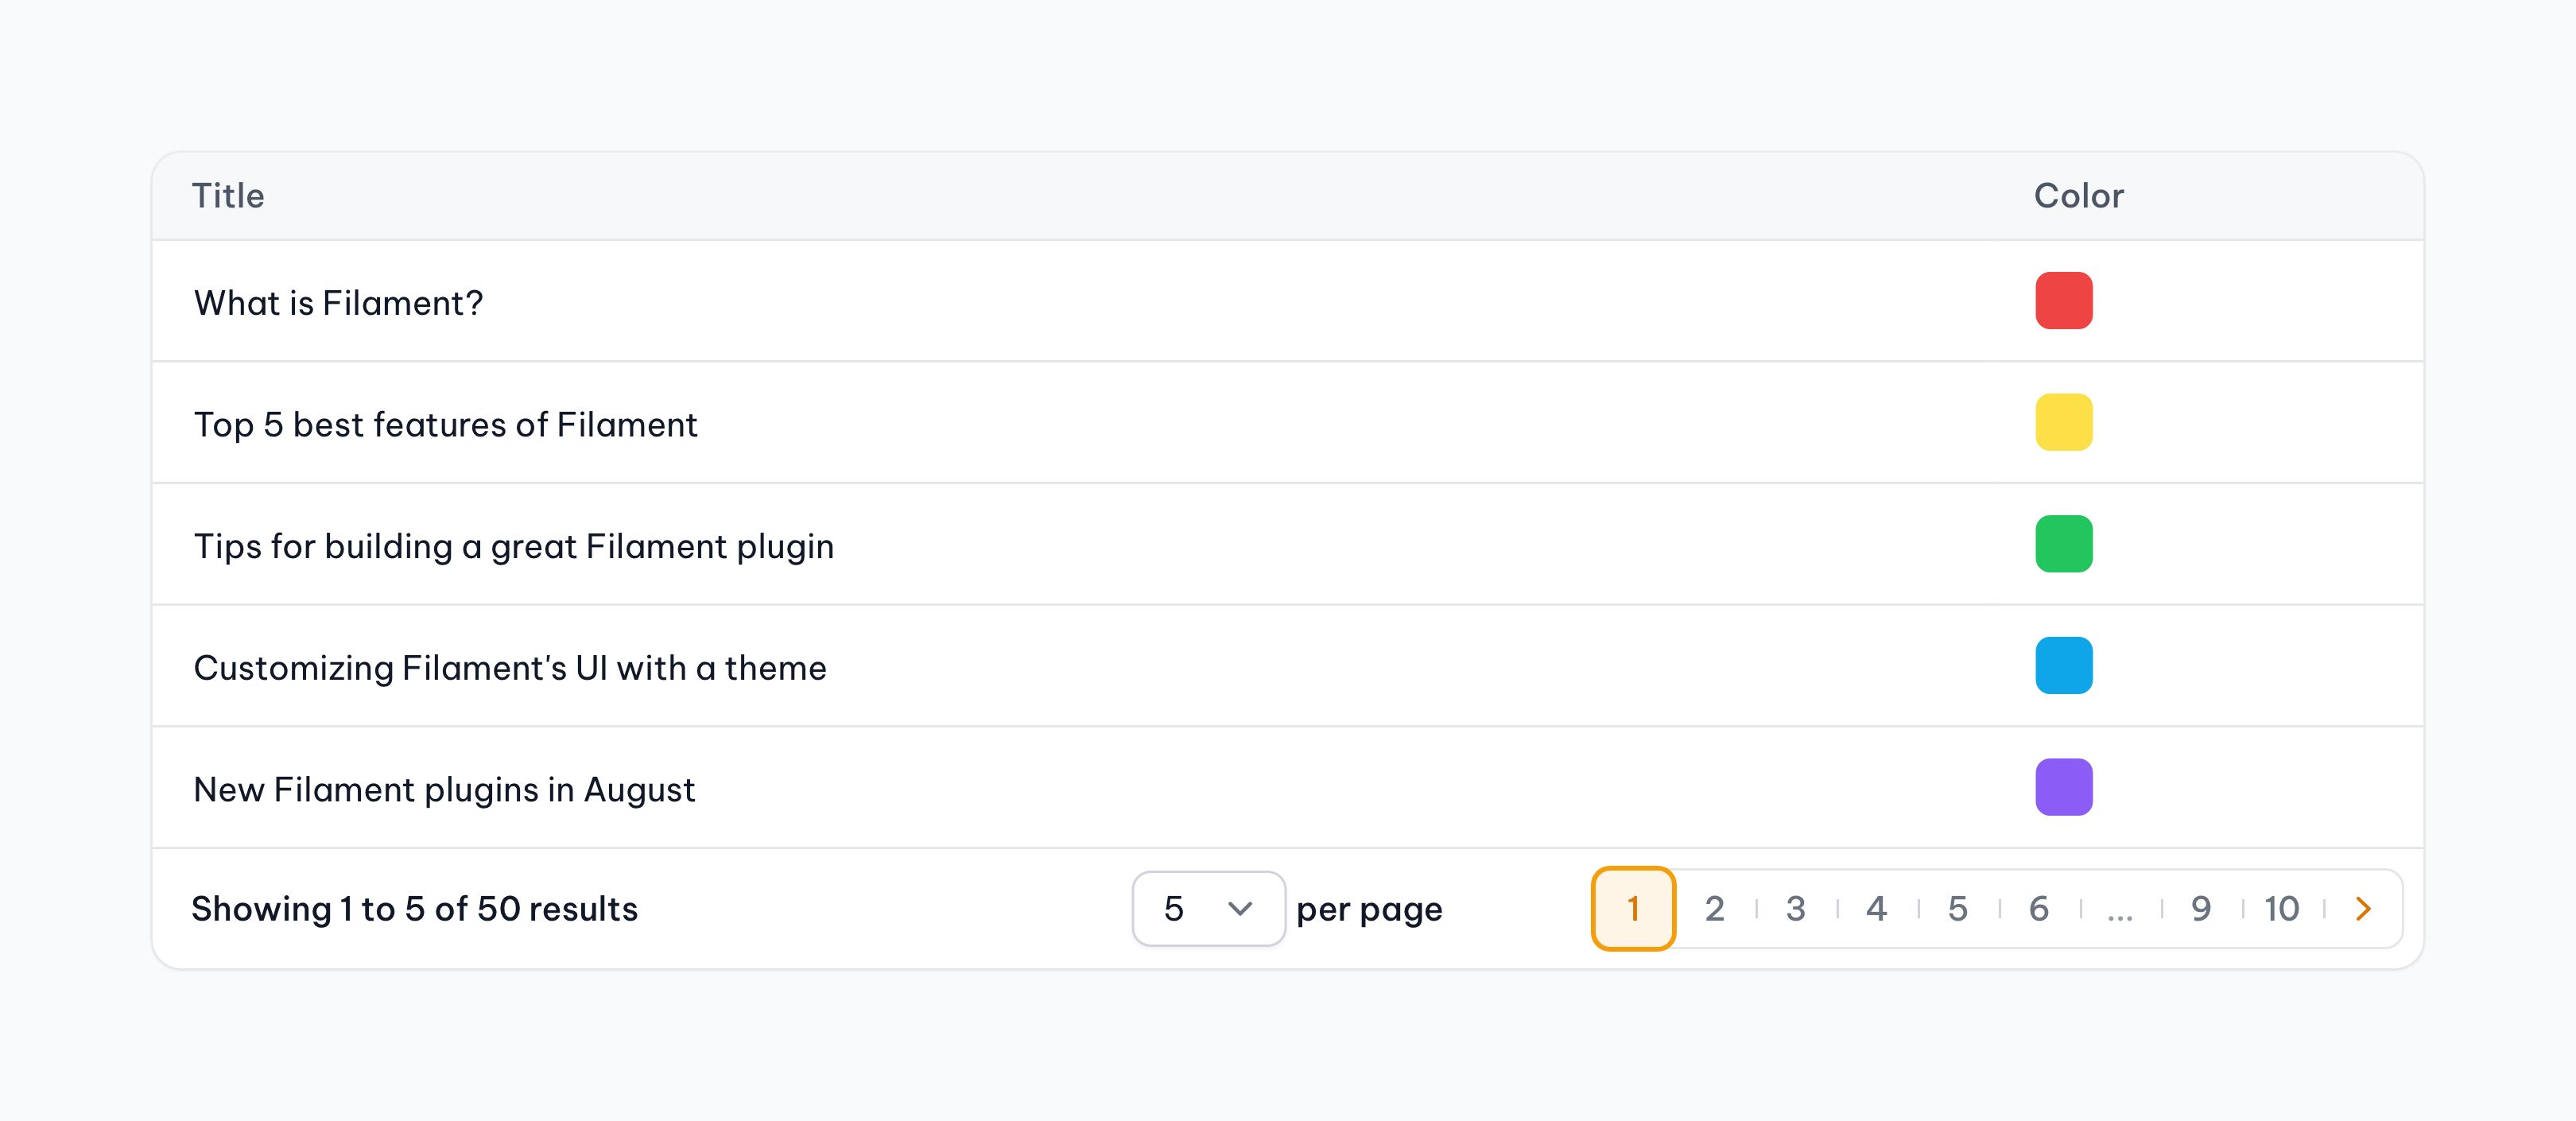 Title Color
What is Filament?
Top 5 best features of Filament
Tips for building a great Filament plugin
Customizing Filament's UI with a theme
New Filament plugins in August
Showing 1 to 5 of 50 results 5 per page 1 2 3 4 5 6 ... 9 10